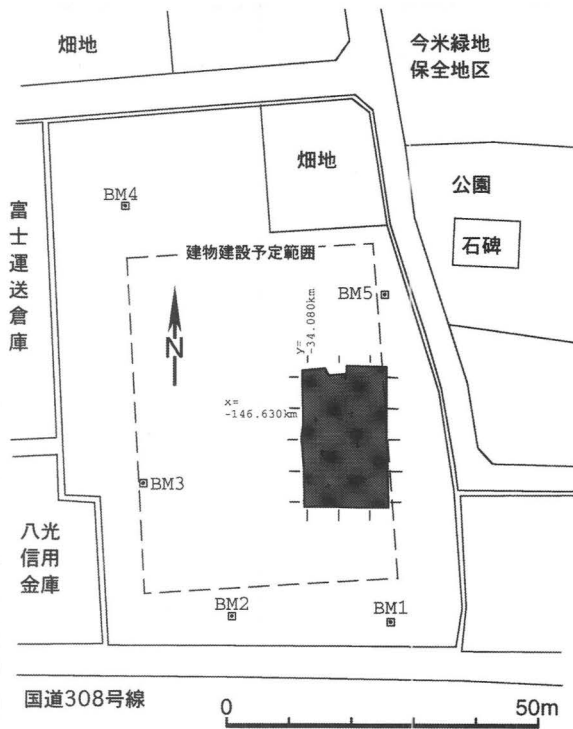 畑地
今米緑地
保全地区
畑地
公園
石碑
BM4
富士運送倉庫
建物建設予定範囲
BM5
y=
-34.080km
N
x=
-146.630km
BM3
八光
信用
金庫
BM2
BM1
国道308号線
0
50m